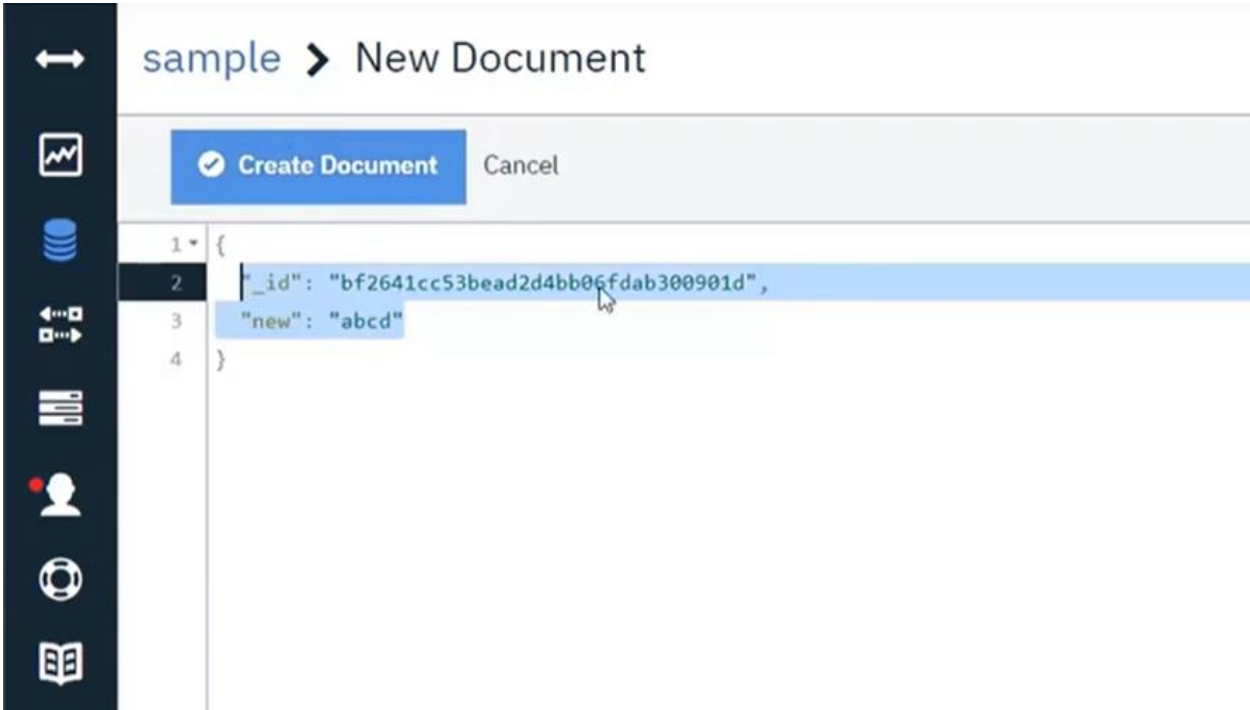 sample > New Document
Create Document Cancel
1 {
2 "_id": "bf2641cc53bead2d4bb06fdab300901d",
3 "new": "abcd"
4 }